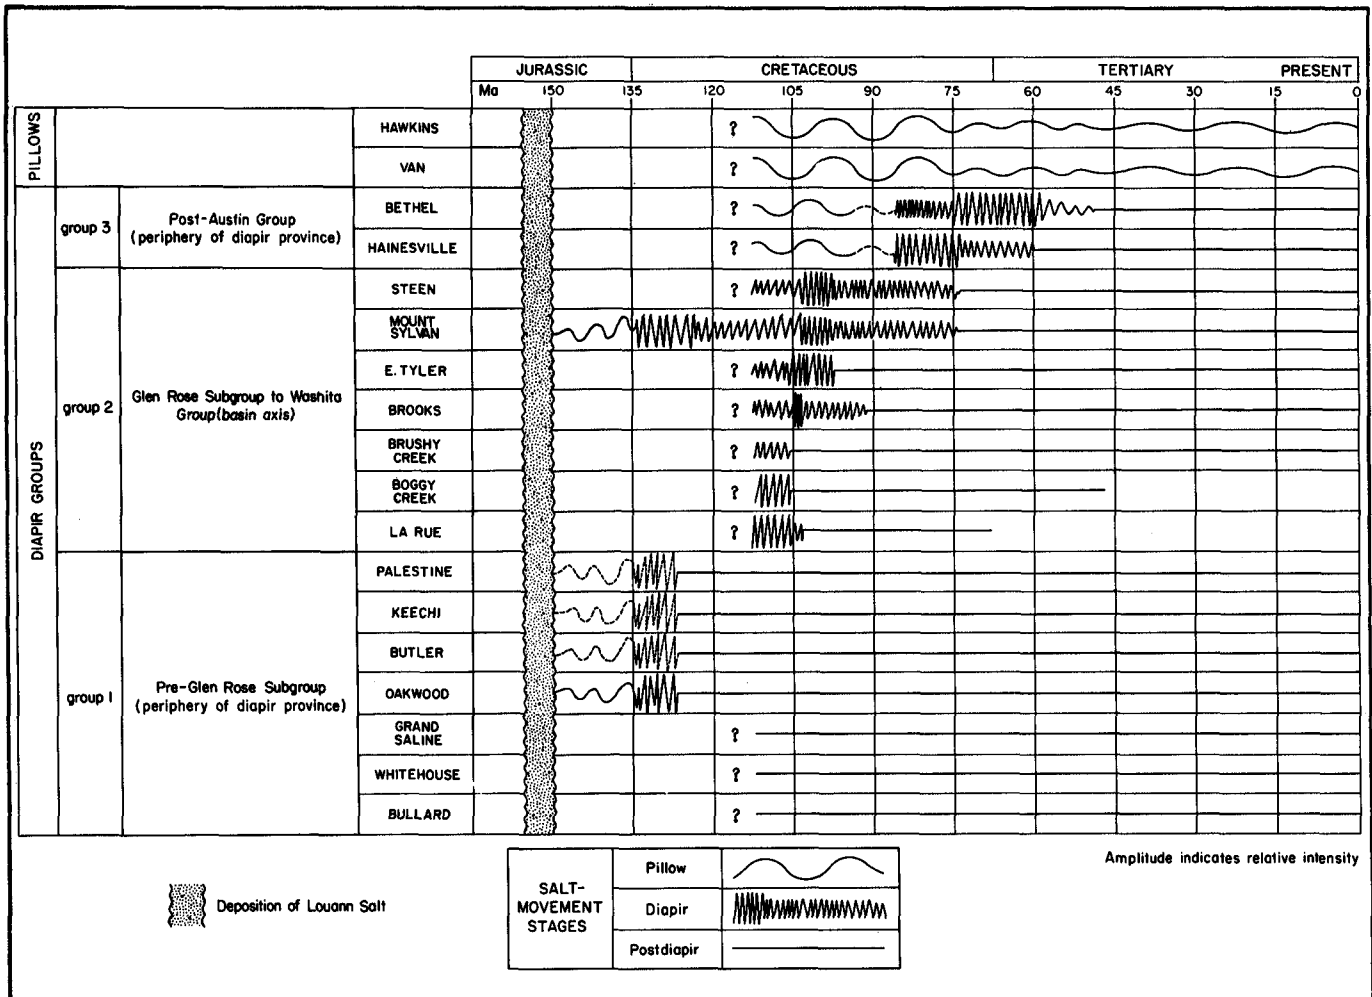 JURASSIC CRETACEOUS TERTIARY PRESENT
Ma 150 135 120 105 90 75 60 45 30 15 0
PILLOWS
HAWKINS ?
VAN ?
DIAPIR GROUPS
group 3
Post-Austin Group
(periphery of diapir province)
BETHEL ?
HAINESVILLE ?
group 2
Glen Rose Subgroup to Washita
Group(basin axis)
STEEN ?
MOUNT
SYLVAN
E. TYLER ?
BROOKS ?
BRUSHY
CREEK ?
BOGGY
CREEK ?
LA RUE ?
group 1
Pre-Glen Rose Subgroup
(periphery of diapir province)
PALESTINE
KEECHI
BUTLER
OAKWOOD
GRAND
SALINE ?
WHITEHOUSE ?
BULLARD ?
Amplitude indicates relative intensity
Deposition of Louann Salt
SALT-
MOVEMENT
STAGES
Pillow
Diapir
Postdiapir